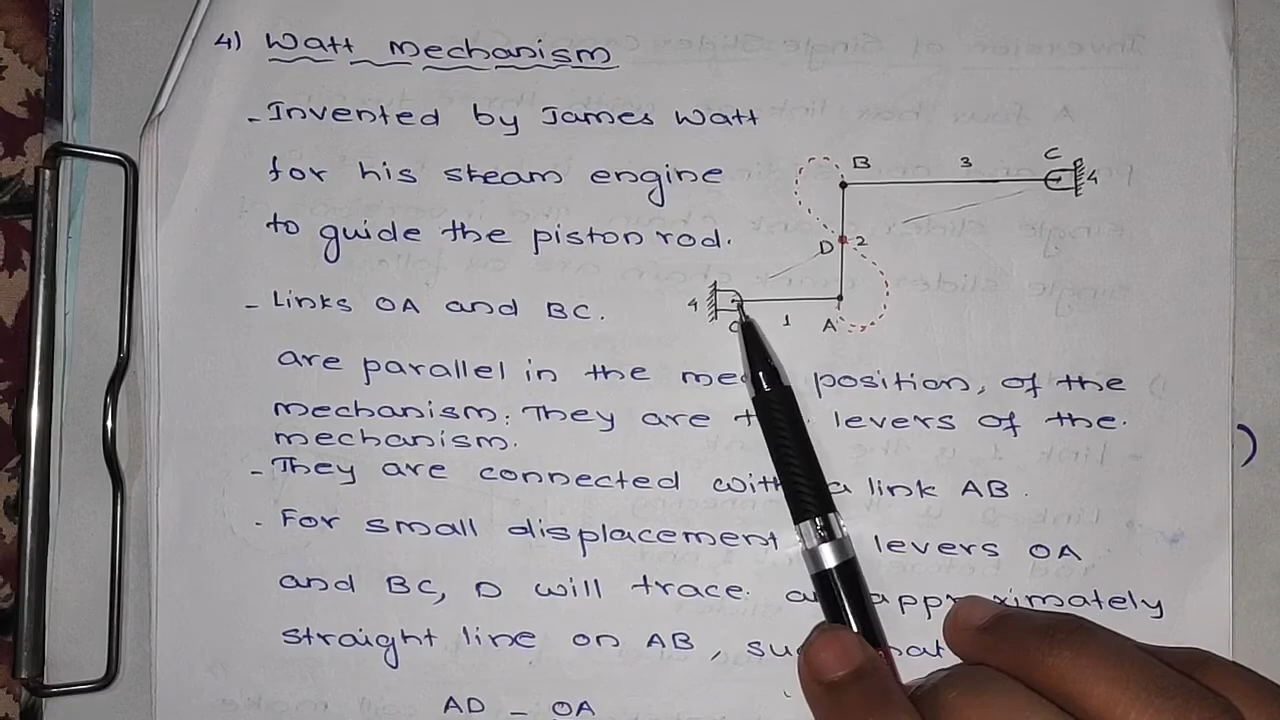 4) Watt mechanism
- Invented by James Watt
for his steam engine
to guide the piston rod.
- Links OA and BC.
are parallel in the position, of the
mechanism. They are levers of the.
mechanism.
- They are connected with a link AB.
- For small displacement levers OA
and BC, D will trace approximately
straight line on AB,
AD - OA
B 3 C 4
D 2
4 1 A